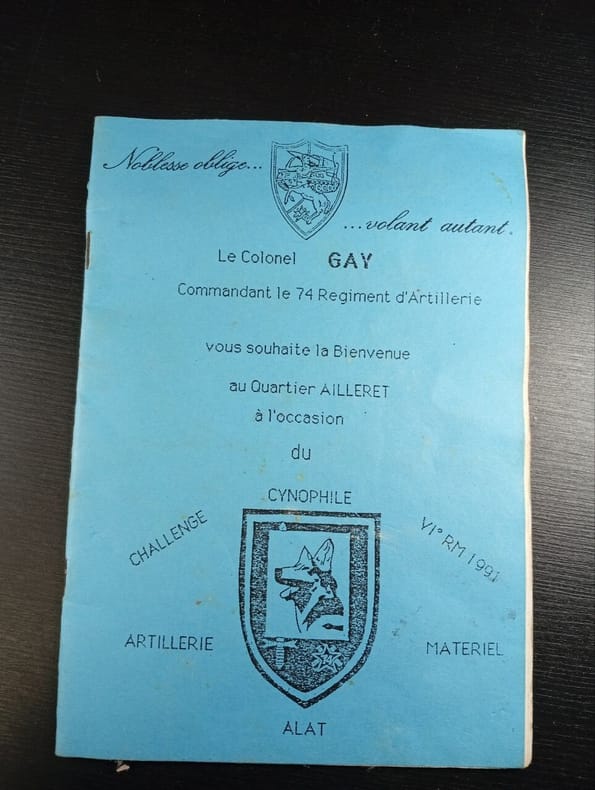 Noblesse oblige...
...volant autant.
Le Colonel GAY
Commandant le 74 Regiment d'Artillerie
vous souhaite la Bienvenue
au Quartier AILLERET
à l'occasion
du
CHALLENGE CYNOPHILE VI° RM 1991
ARTILLERIE MATERIEL
74
ALAT